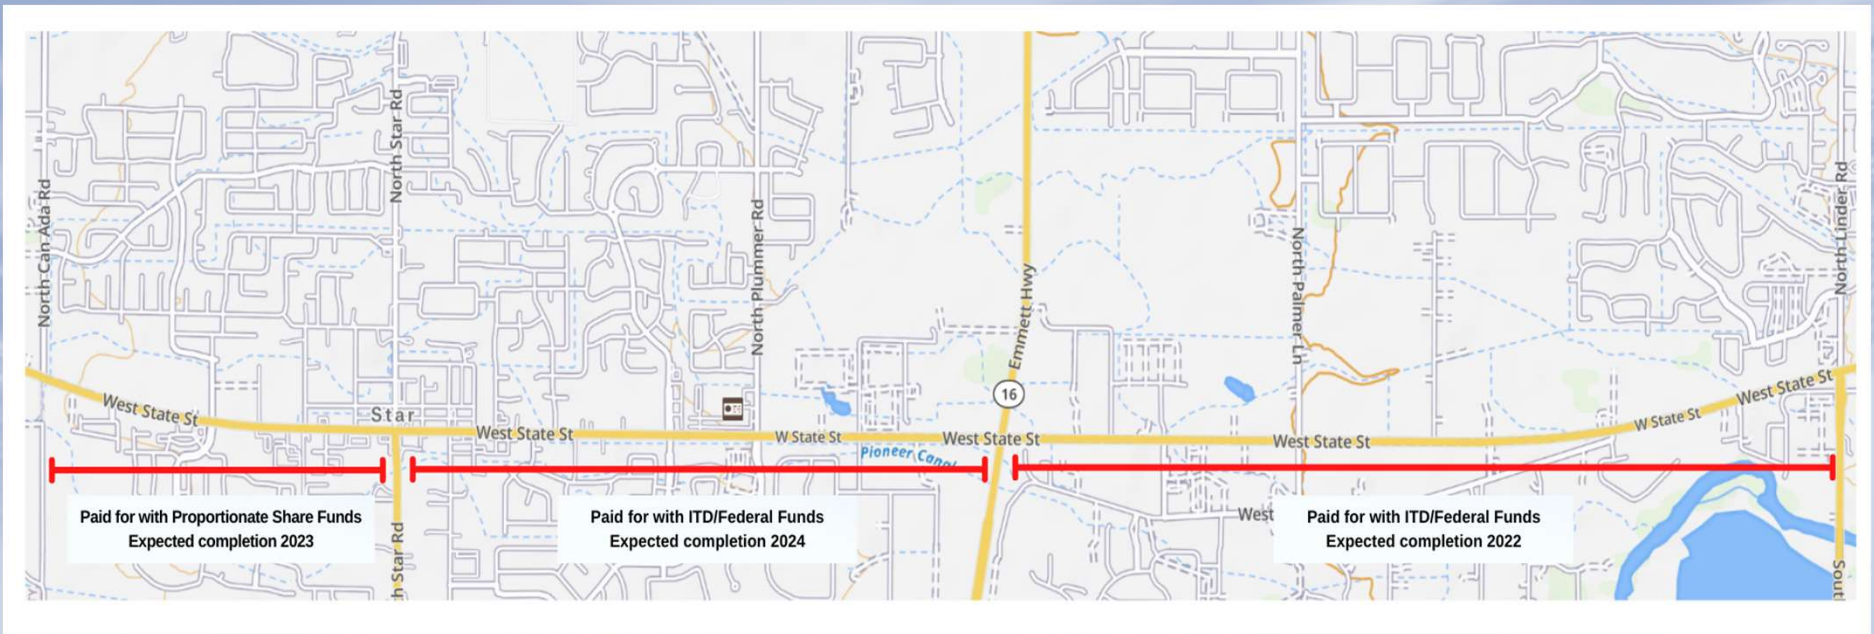 North Can Ada Rd
North Star Rd
North Plummer Rd
Emmett Hwy
North Palmer Ln
North Linder Rd
16
West State St
Star
West State St
W State St
West State St
West State St
W State St
West State St
Pioneer Canal
Paid for with Proportionate Share Funds
Expected completion 2023
h Star Rd
Paid for with ITD/Federal Funds
Expected completion 2024
West
Paid for with ITD/Federal Funds
Expected completion 2022
Sout